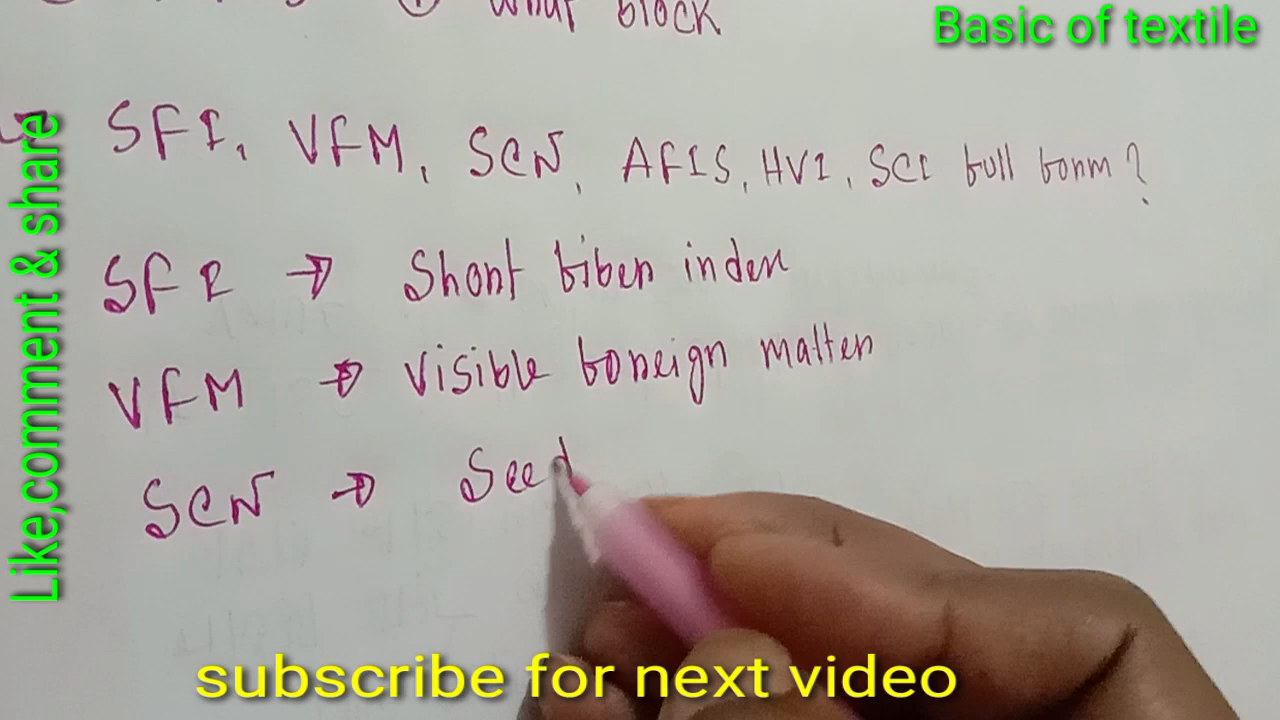 What block
Basic of textile
SFI, VFM, SCN, AFIS, HVI, SCI full form?
SFI → Short fiber index
VFM → Visible foreign matter
SCN → Seed
Like,comment & share
subscribe for next video